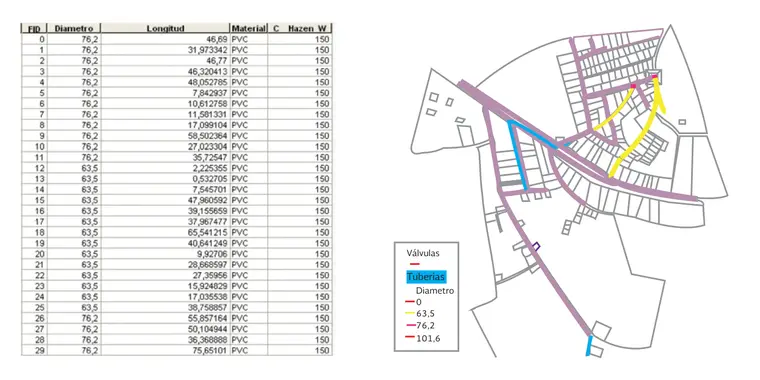 FID Diametro Longitud Material C Hazen W
0 76,2 46,69 PVC 150
1 76,2 31,973342 PVC 150
2 76,2 46,77 PVC 150
3 76,2 46,320413 PVC 150
4 76,2 48,052785 PVC 150
5 76,2 7,842937 PVC 150
6 76,2 10,612758 PVC 150
7 76,2 11,581331 PVC 150
8 76,2 17,099104 PVC 150
9 76,2 58,502364 PVC 150
10 76,2 27,023304 PVC 150
11 76,2 35,72547 PVC 150
12 63,5 2,225355 PVC 150
13 63,5 0,532705 PVC 150
14 63,5 7,545701 PVC 150
15 63,5 47,960592 PVC 150
16 63,5 39,155659 PVC 150
17 63,5 37,967477 PVC 150
18 63,5 65,541215 PVC 150
19 63,5 40,641249 PVC 150
20 63,5 9,92706 PVC 150
21 63,5 28,668597 PVC 150
22 63,5 27,35956 PVC 150
23 63,5 15,924829 PVC 150
24 63,5 17,035538 PVC 150
25 63,5 38,758857 PVC 150
26 76,2 55,857164 PVC 150
27 76,2 50,104944 PVC 150
28 76,2 36,368888 PVC 150
29 76,2 75,65101 PVC 150
Válvulas
Tuberias
Diametro
0
63,5
76,2
101,6